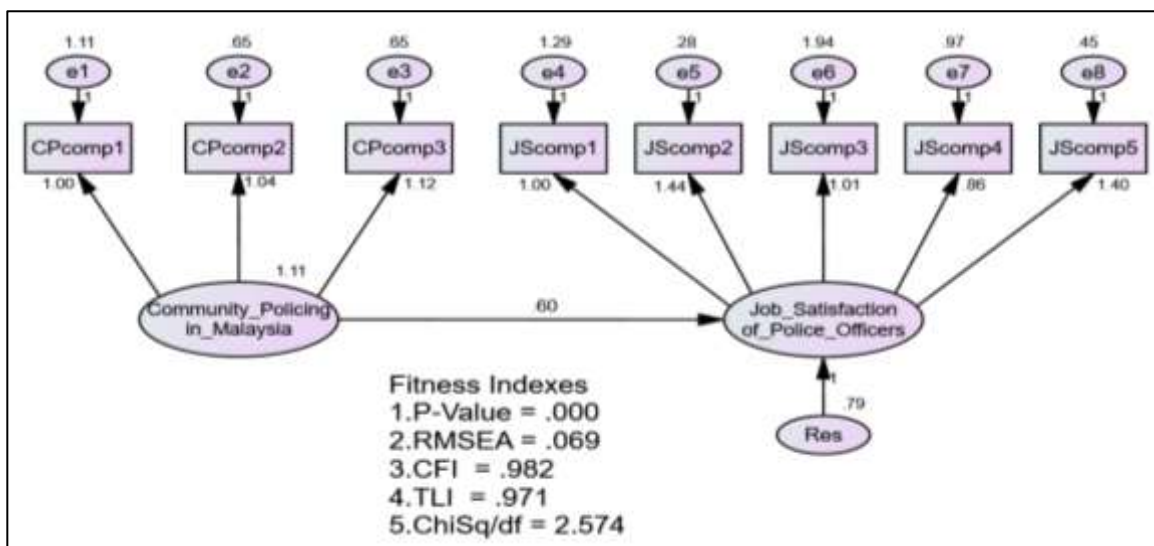 1.11 .65 .65 1.29 .28 1.94 .97 .45
e1 e2 e3 e4 e5 e6 e7 e8
1 1 1 1 1 1 1 1
CPcomp1 CPcomp2 CPcomp3 JScomp1 JScomp2 JScomp3 JScomp4 JScomp5
1.00 1.04 1.12 1.00 1.44 1.01 .86 1.40
1.11
Community_Policing
in_Malaysia
.60
Job_Satisfaction
of_Police_Officers
1
.79
Res
Fitness Indexes
1.P-Value = .000
2.RMSEA = .069
3.CFI = .982
4.TLI = .971
5.ChiSq/df = 2.574